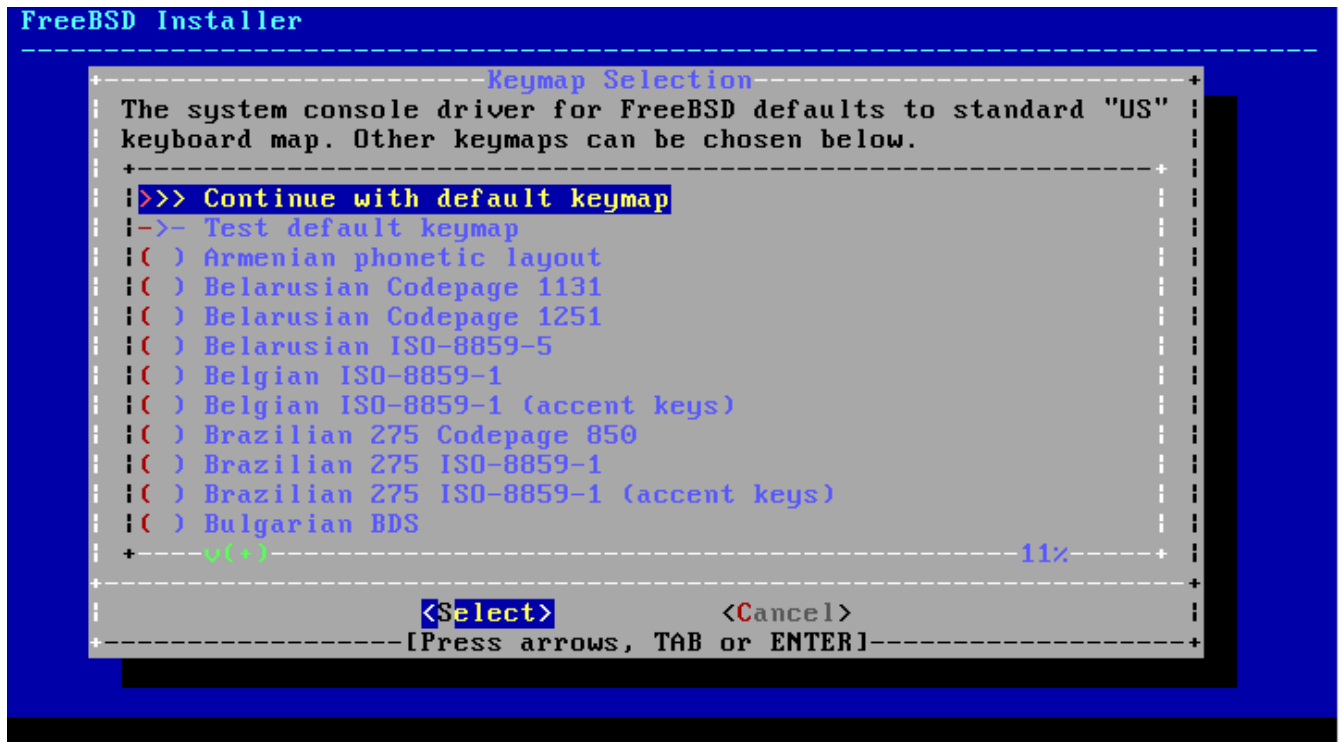 FreeBSD Installer
Keymap Selection
The system console driver for FreeBSD defaults to standard "US"
keyboard map. Other keymaps can be chosen below.
>>> Continue with default keymap
->- Test default keymap
( ) Armenian phonetic layout
( ) Belarusian Codepage 1131
( ) Belarusian Codepage 1251
( ) Belarusian ISO-8859-5
( ) Belgian ISO-8859-1
( ) Belgian ISO-8859-1 (accent keys)
( ) Brazilian 275 Codepage 850
( ) Brazilian 275 ISO-8859-1
( ) Brazilian 275 ISO-8859-1 (accent keys)
( ) Bulgarian BDS
v(+) 11%
<Select> <Cancel>
[Press arrows, TAB or ENTER]